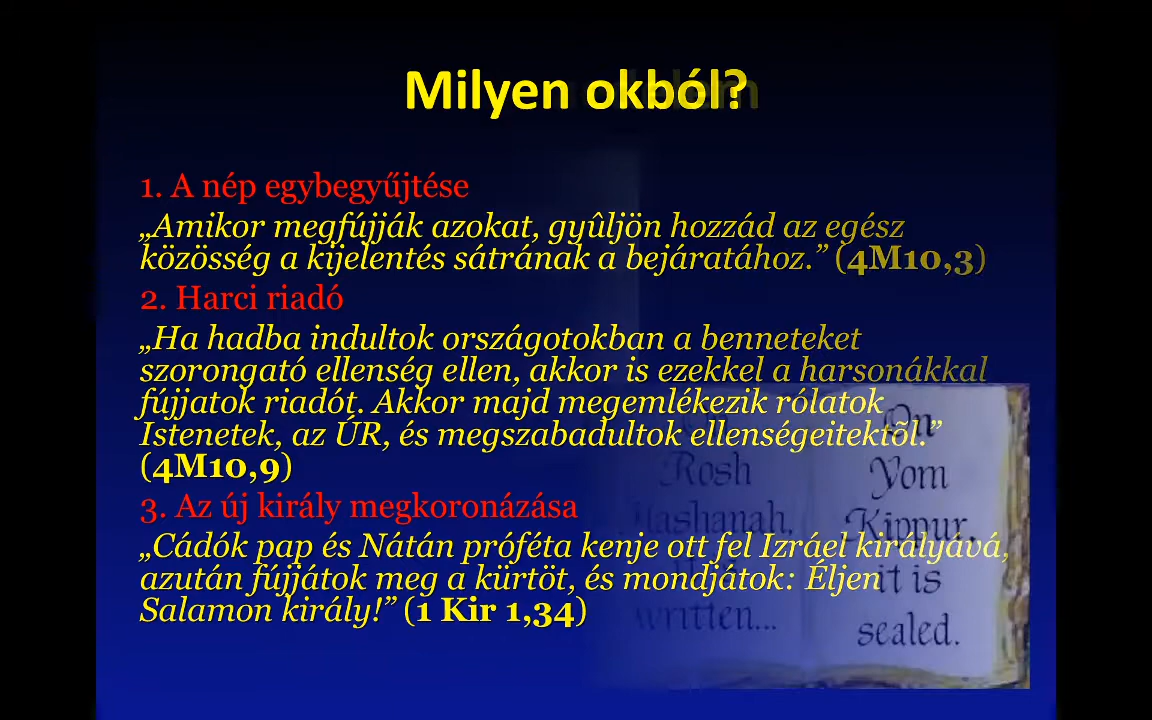 Milyen okból?
1. A nép egybegyűjtése
„Amikor megfújják azokat, gyûljön hozzád az egész
közösség a kijelentés sátrának a bejáratához.” (4M10,3)
2. Harci riadó
„Ha hadba indultok országotokban a benneteket
szorongató ellenség ellen, akkor is ezekkel a harsonákkal
fújjatok riadót. Akkor majd megemlékezik rólatok
Istenetek, az ÚR, és megszabadultok ellenségeitektõl.”
(4M10,9)
3. Az új király megkoronázása
„Cádók pap és Nátán próféta kenje ott fel Izráel királyává,
azután fújjátok meg a kürtöt, és mondjátok: Éljen
Salamon király!” (1 Kir 1,34)
Rosh
Hashanah,
written...
On
Yom
Kippur,
it is
sealed.